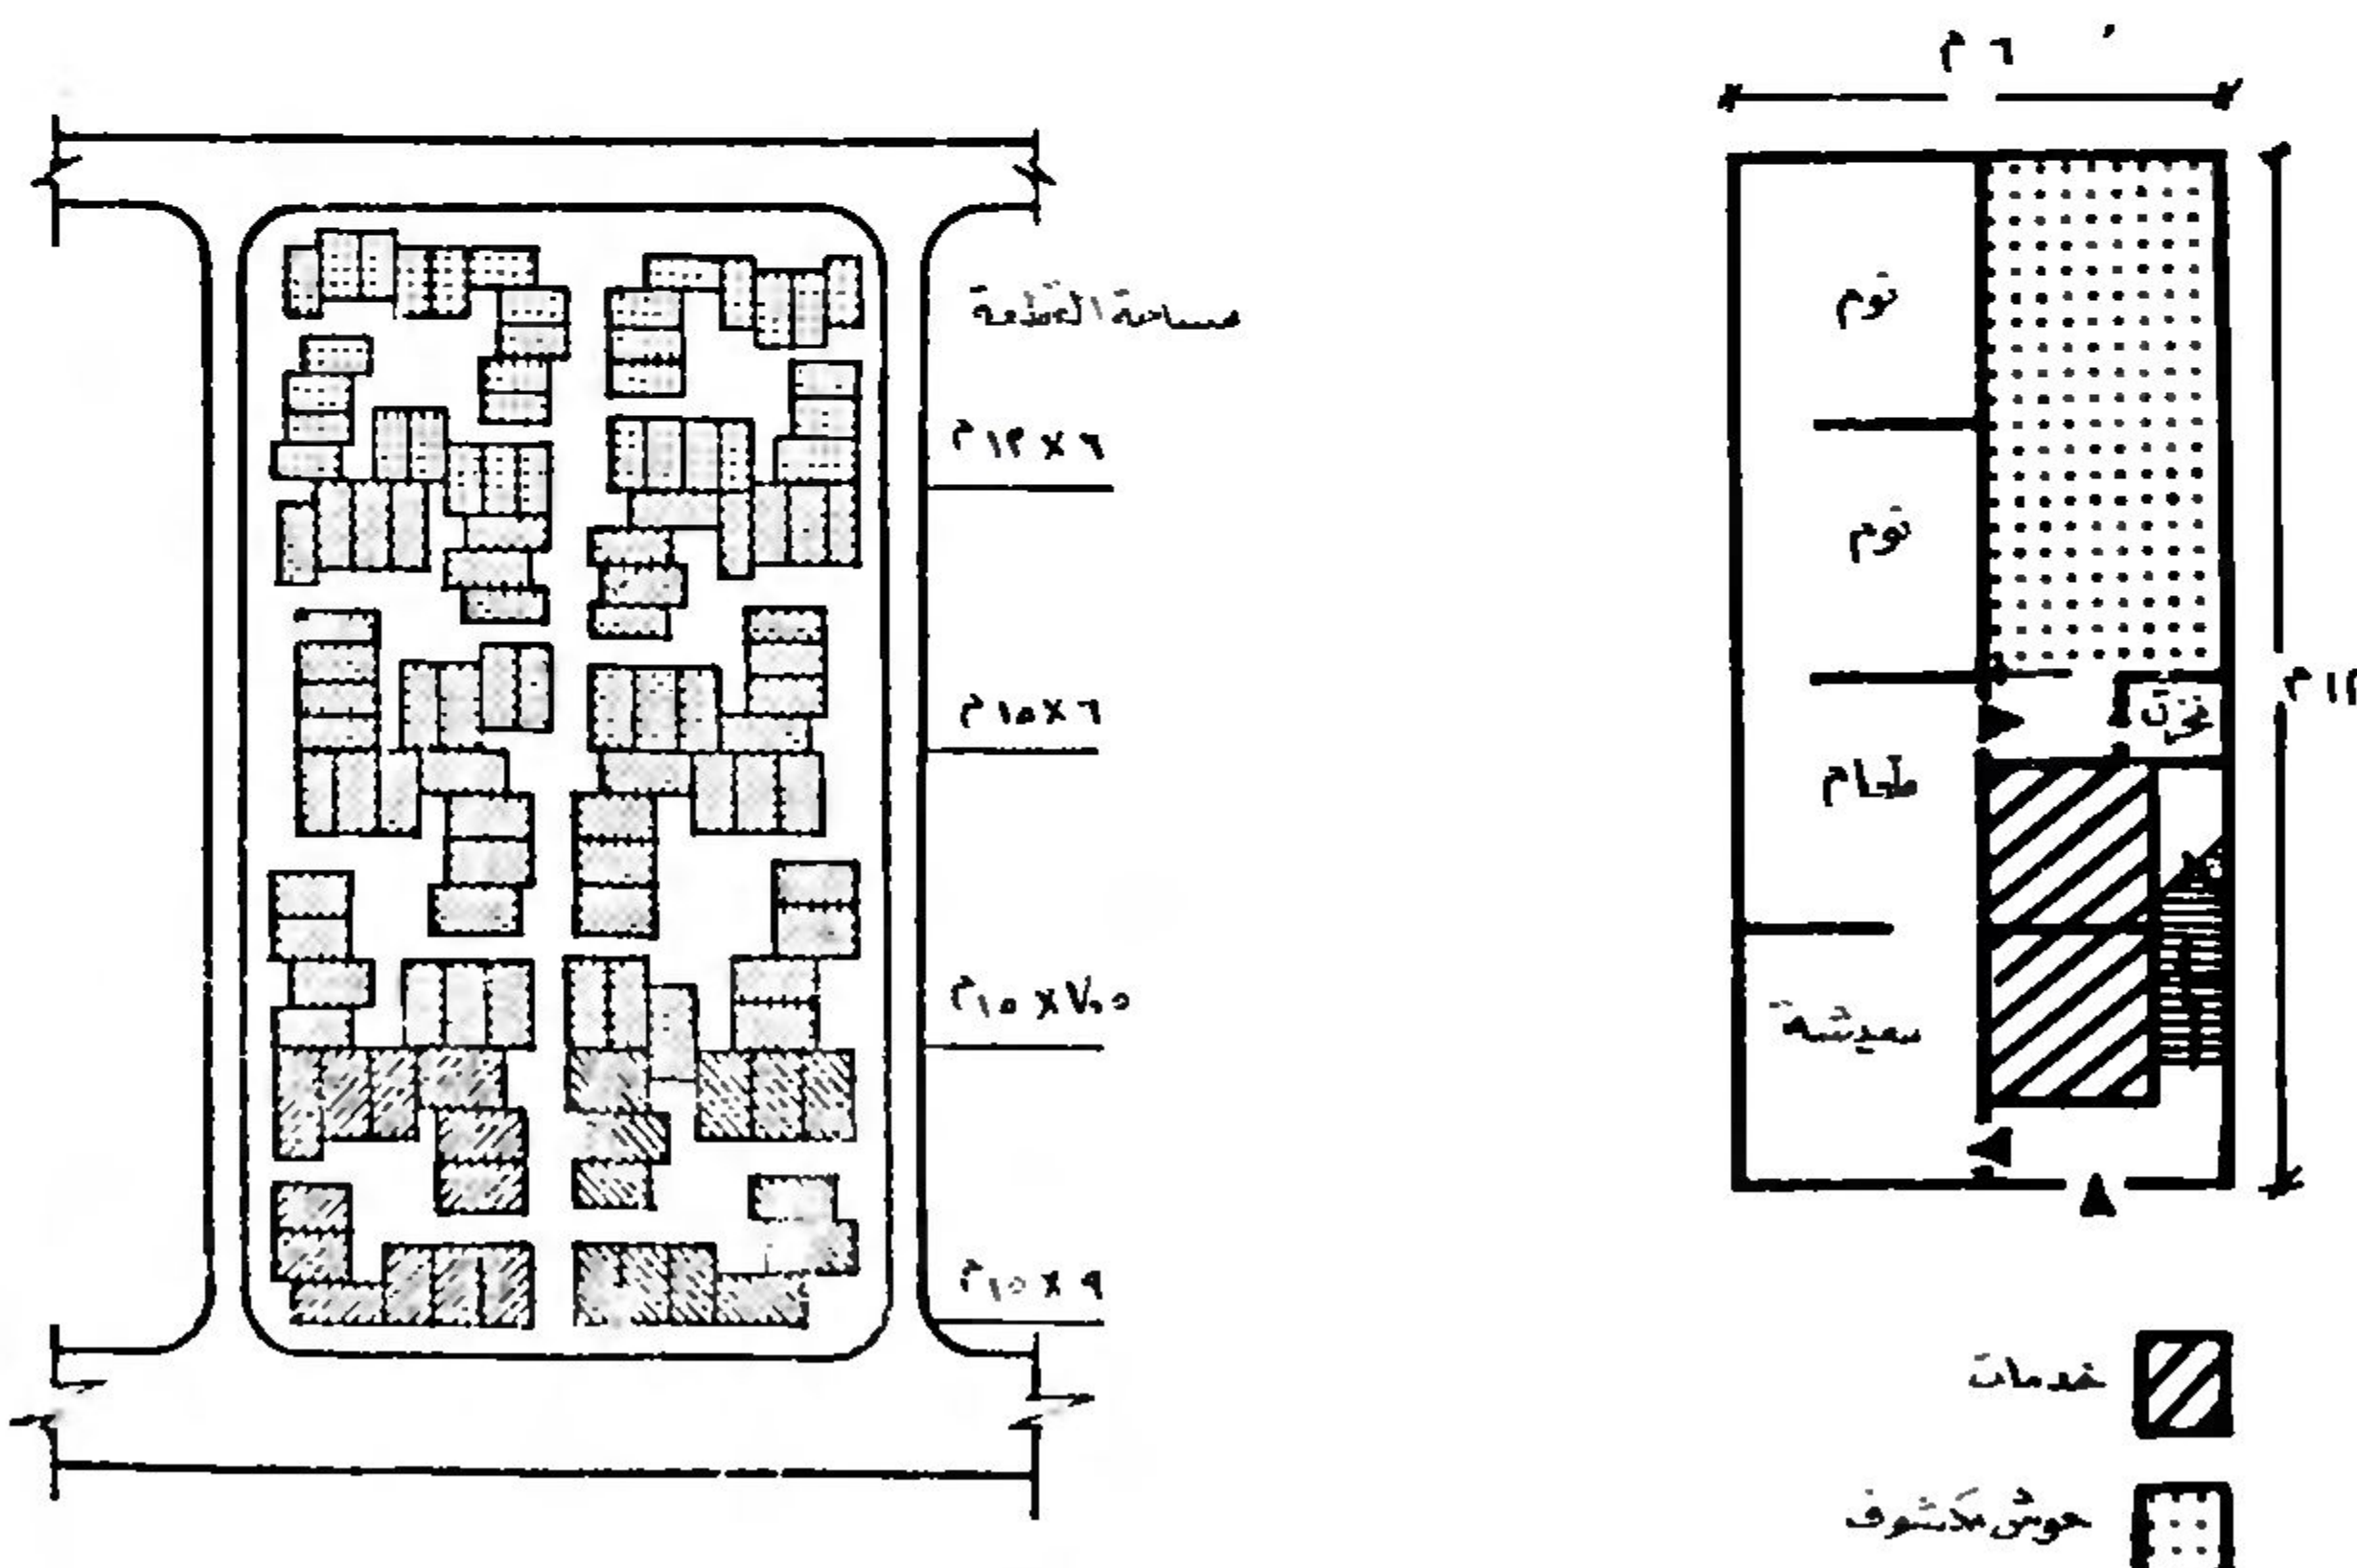 مساحة القطعة
٦ × ١٢ م
٦ × ١٥ م
٧٫٥ × ١٥ م
٩ × ١٥ م
٦ م
نوم
نوم
مخزن
١٢ م
طعام
معيشة
خدمات
حوش مكشوف